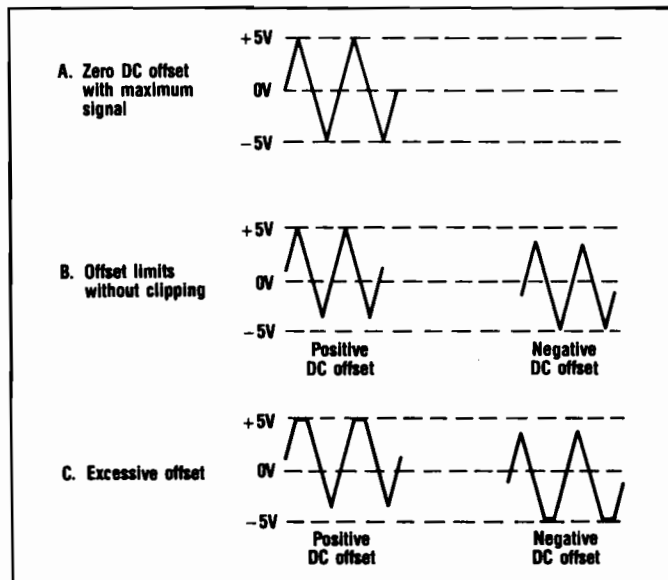 +5V
A. Zero DC offset
with maximum
signal
0V
−5V
+5V
B. Offset limits
without clipping
0V
−5V
Positive
DC offset
Negative
DC offset
+5V
C. Excessive offset
0V
−5V
Positive
DC offset
Negative
DC offset